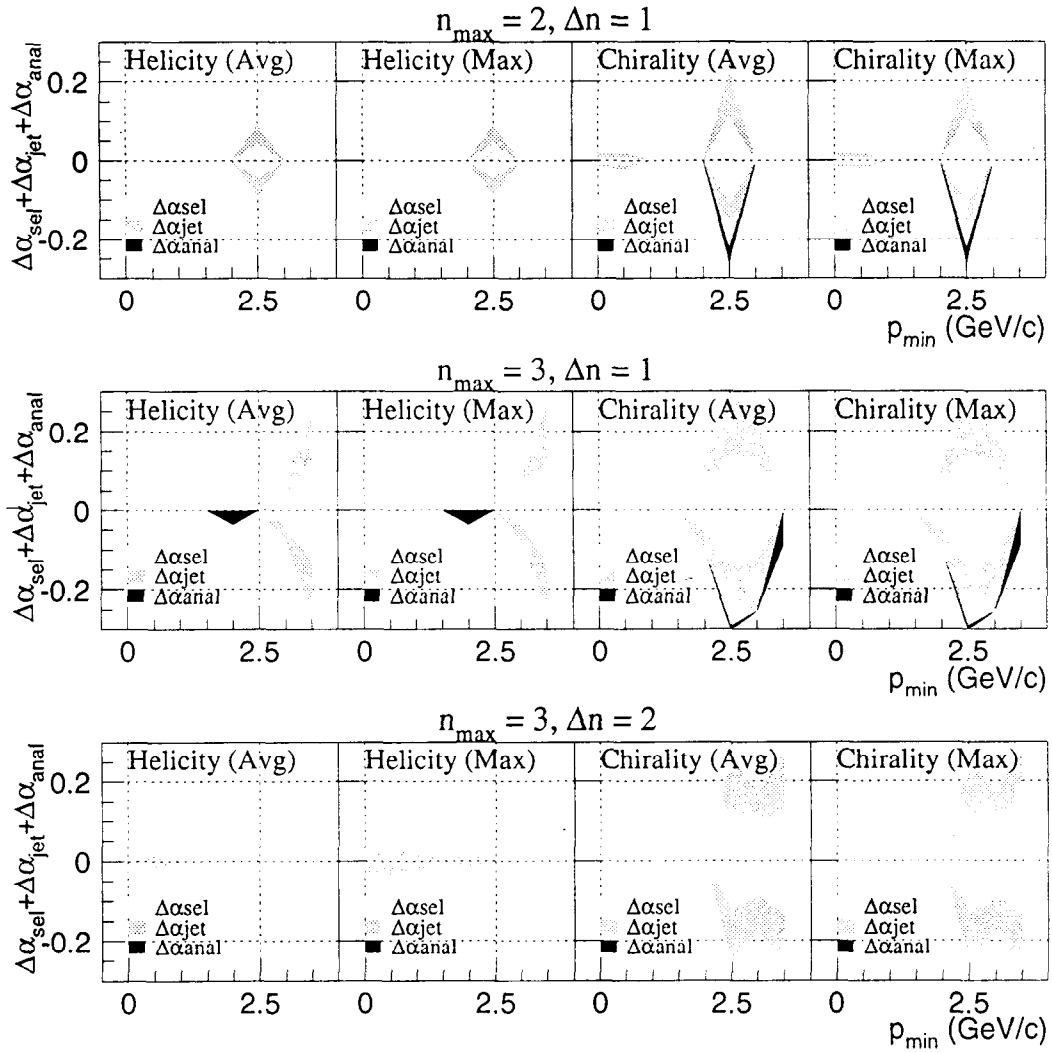 n_max = 2, Δn = 1
Δα_sel+Δα_jet+Δα_anal
Helicity (Avg) Helicity (Max) Chirality (Avg) Chirality (Max)
0.2
0
-0.2
Δαsel Δαsel Δαsel Δαsel
Δαjet Δαjet Δαjet Δαjet
Δαanal Δαanal Δαanal Δαanal
0 2.5 0 2.5 0 2.5 0 2.5
p_min (GeV/c)
n_max = 3, Δn = 1
Δα_sel+Δα_jet+Δα_anal
Helicity (Avg) Helicity (Max) Chirality (Avg) Chirality (Max)
0.2
0
-0.2
Δαsel Δαsel Δαsel Δαsel
Δαjet Δαjet Δαjet Δαjet
Δαanal Δαanal Δαanal Δαanal
0 2.5 0 2.5 0 2.5 0 2.5
p_min (GeV/c)
n_max = 3, Δn = 2
Δα_sel+Δα_jet+Δα_anal
Helicity (Avg) Helicity (Max) Chirality (Avg) Chirality (Max)
0.2
0
-0.2
Δαsel Δαsel Δαsel Δαsel
Δαjet Δαjet Δαjet Δαjet
Δαanal Δαanal Δαanal Δαanal
0 2.5 0 2.5 0 2.5 0 2.5
p_min (GeV/c)